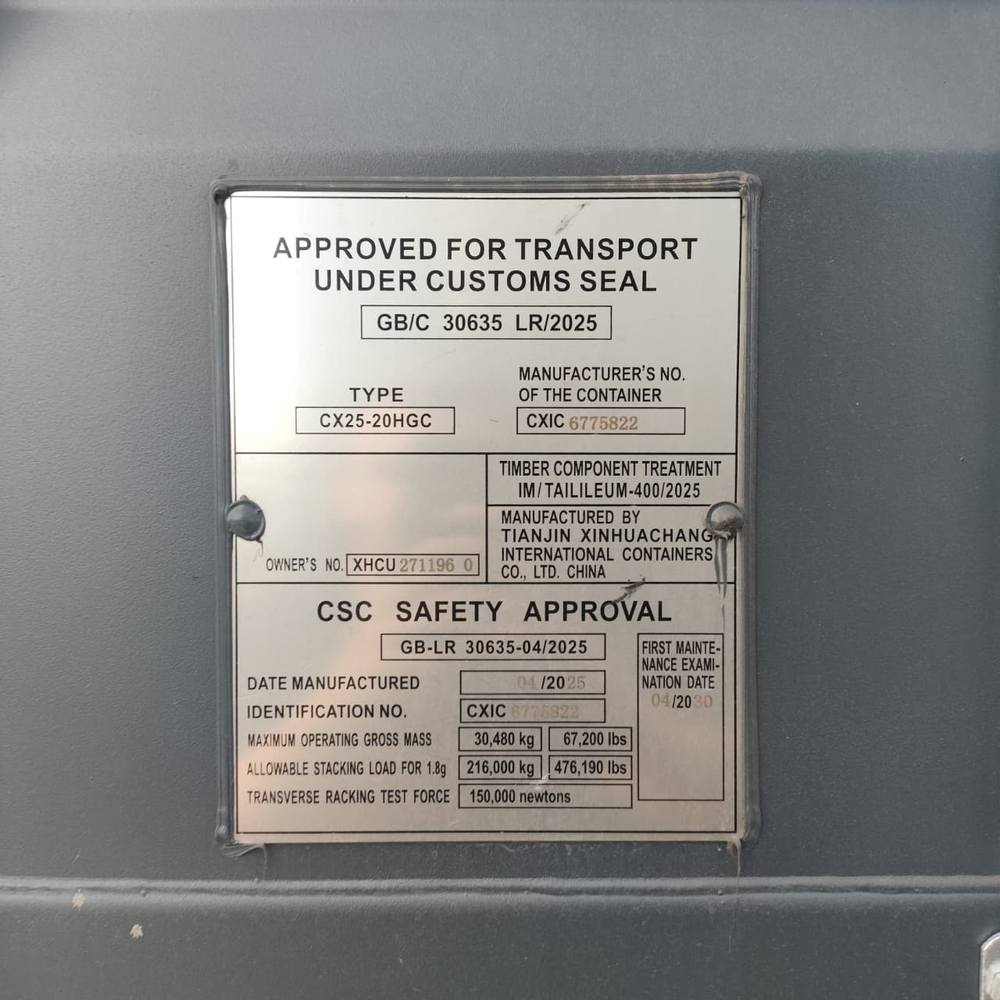 APPROVED FOR TRANSPORT
UNDER CUSTOMS SEAL
GB/C 30635 LR/2025
TYPE
CX25-20HGC
MANUFACTURER'S NO.
OF THE CONTAINER
CXIC 6775822
OWNER'S NO. XHCU 271196 0
TIMBER COMPONENT TREATMENT
IM/TAILILEUM-400/2025
MANUFACTURED BY
TIANJIN XINHUACHANG
INTERNATIONAL CONTAINERS
CO., LTD. CHINA
CSC SAFETY APPROVAL
GB-LR 30635-04/2025
DATE MANUFACTURED 04/2025
IDENTIFICATION NO. CXIC 6775822
MAXIMUM OPERATING GROSS MASS 30,480 kg 67,200 lbs
ALLOWABLE STACKING LOAD FOR 1.8g 216,000 kg 476,190 lbs
TRANSVERSE RACKING TEST FORCE 150,000 newtons
FIRST MAINTE-
NANCE EXAMI-
NATION DATE
04/2030